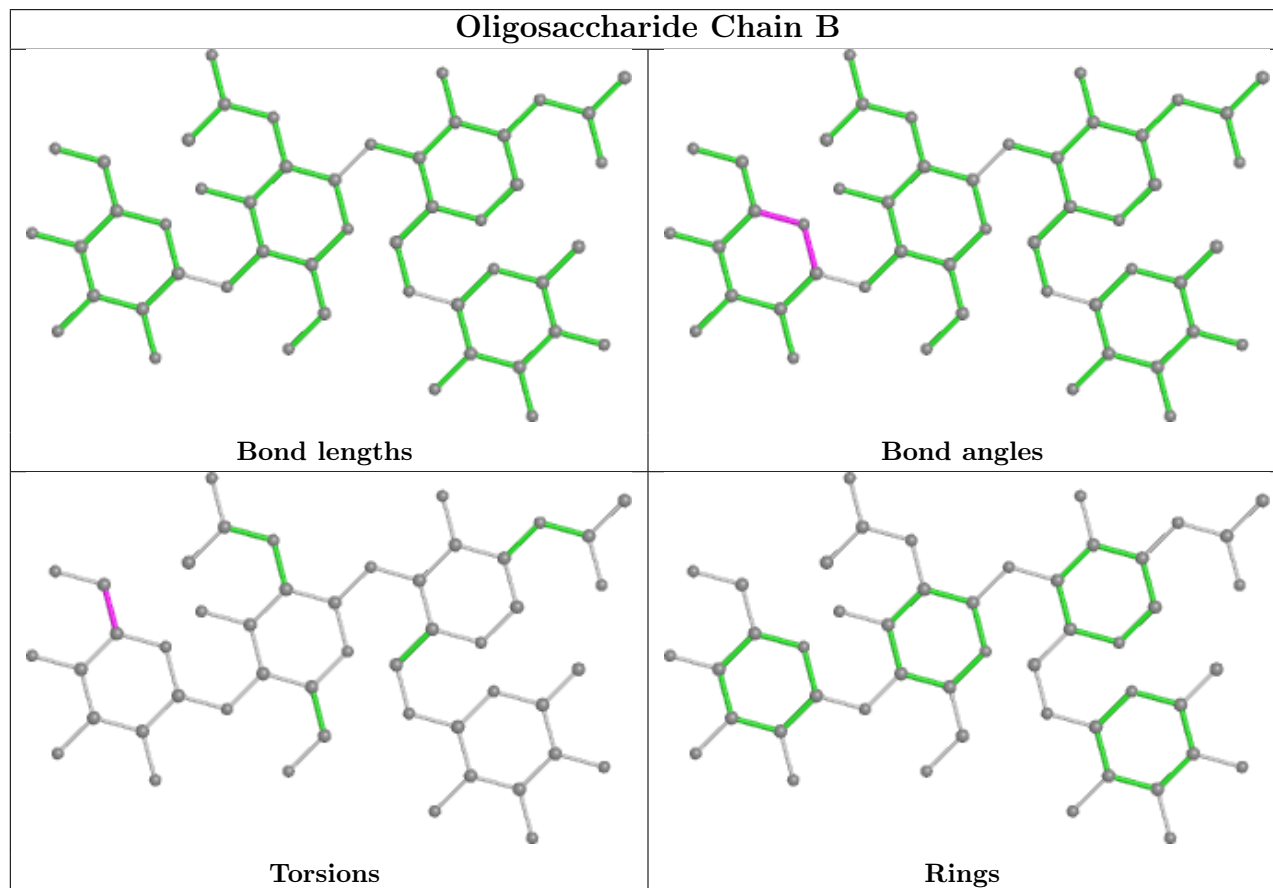 Oligosaccharide Chain B
Bond lengths
Bond angles
Torsions
Rings